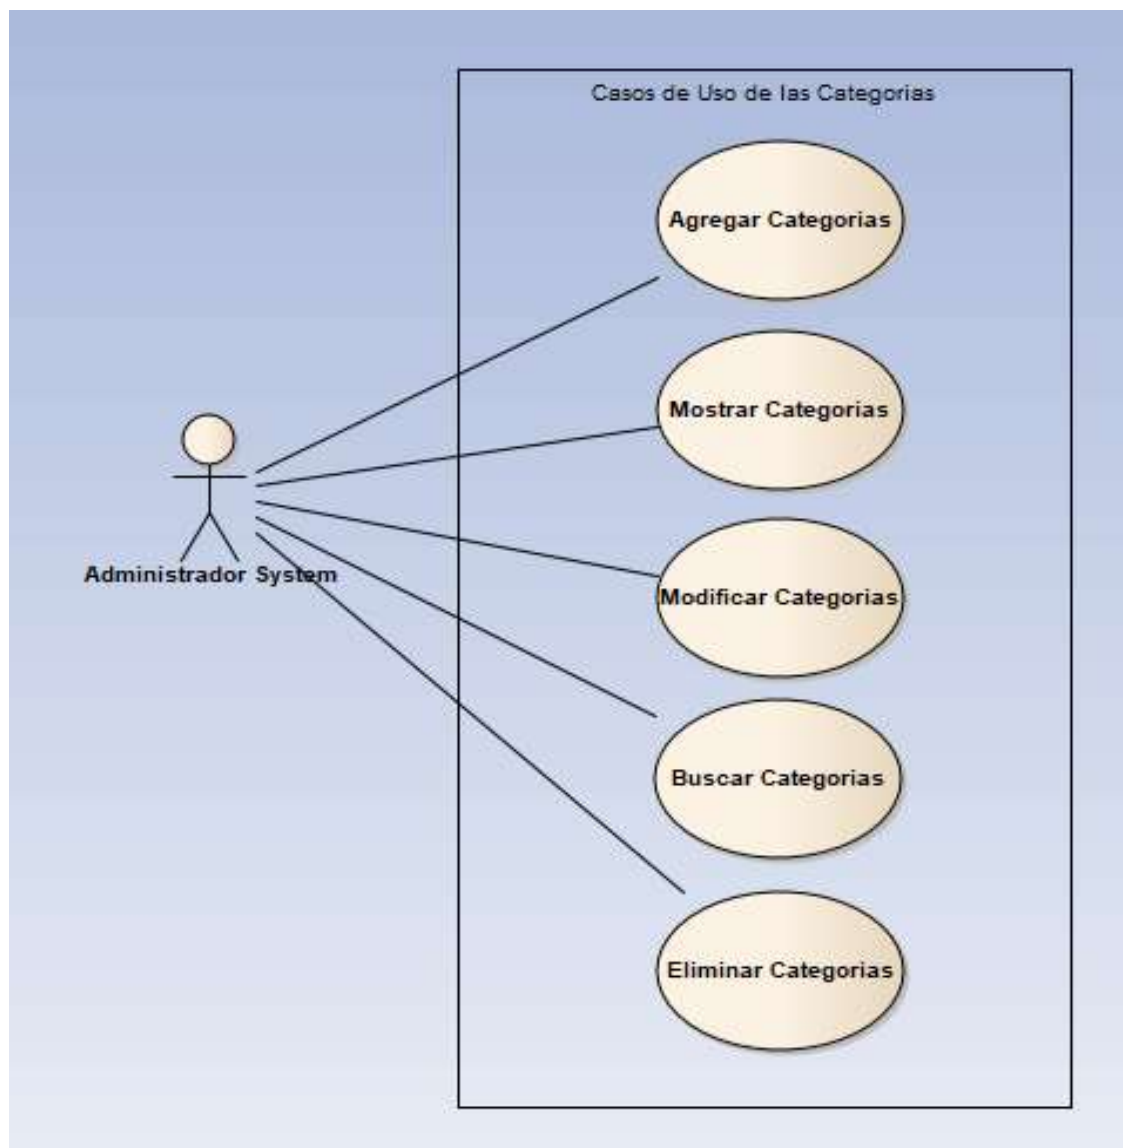 Casos de Uso de las Categorias
Agregar Categorias
Mostrar Categorias
Administrador System
Modificar Categorias
Buscar Categorias
Eliminar Categorias